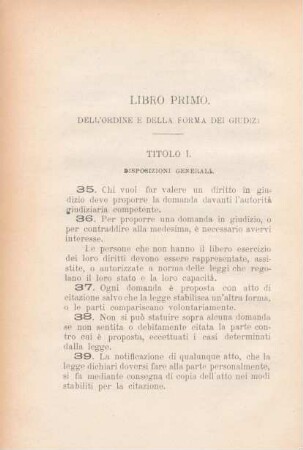 LIBRO PRIMO.
DELL'ORDINE E DELLA FORMA DEI GIUDIZI
TITOLO I.
DISPOSIZIONI GENERALI.
35. Chi vuol far valere un diritto in giu-
dizio deve proporre la domanda davanti l'autorità
giudiziaria competente.
36. Per proporre una domanda in giudizio, o per
contraddire alla medesima, è necessario avervi
interesse.
Le persone che non hanno il libero esercizio
dei loro diritti devono essere rappresentate, assi-
stite, o autorizzate a norma delle leggi che rego-
lano il loro stato e la loro capacità.
37. Ogni domanda è proposta con atto di
citazione salvo che la legge stabilisca un'altra forma,
o le parti compariscano volontariamente.
38. Non si può statuire sopra alcuna domanda
se non sentita o debitamente citata la parte contro
cui è proposta, eccettuati i casi determinati
dalla legge.
39. La notificazione di qualunque atto, che la
legge dichiari doversi fare alla parte personalmente,
si fa mediante consegna di copia dell'atto nei modi
stabiliti per la citazione.